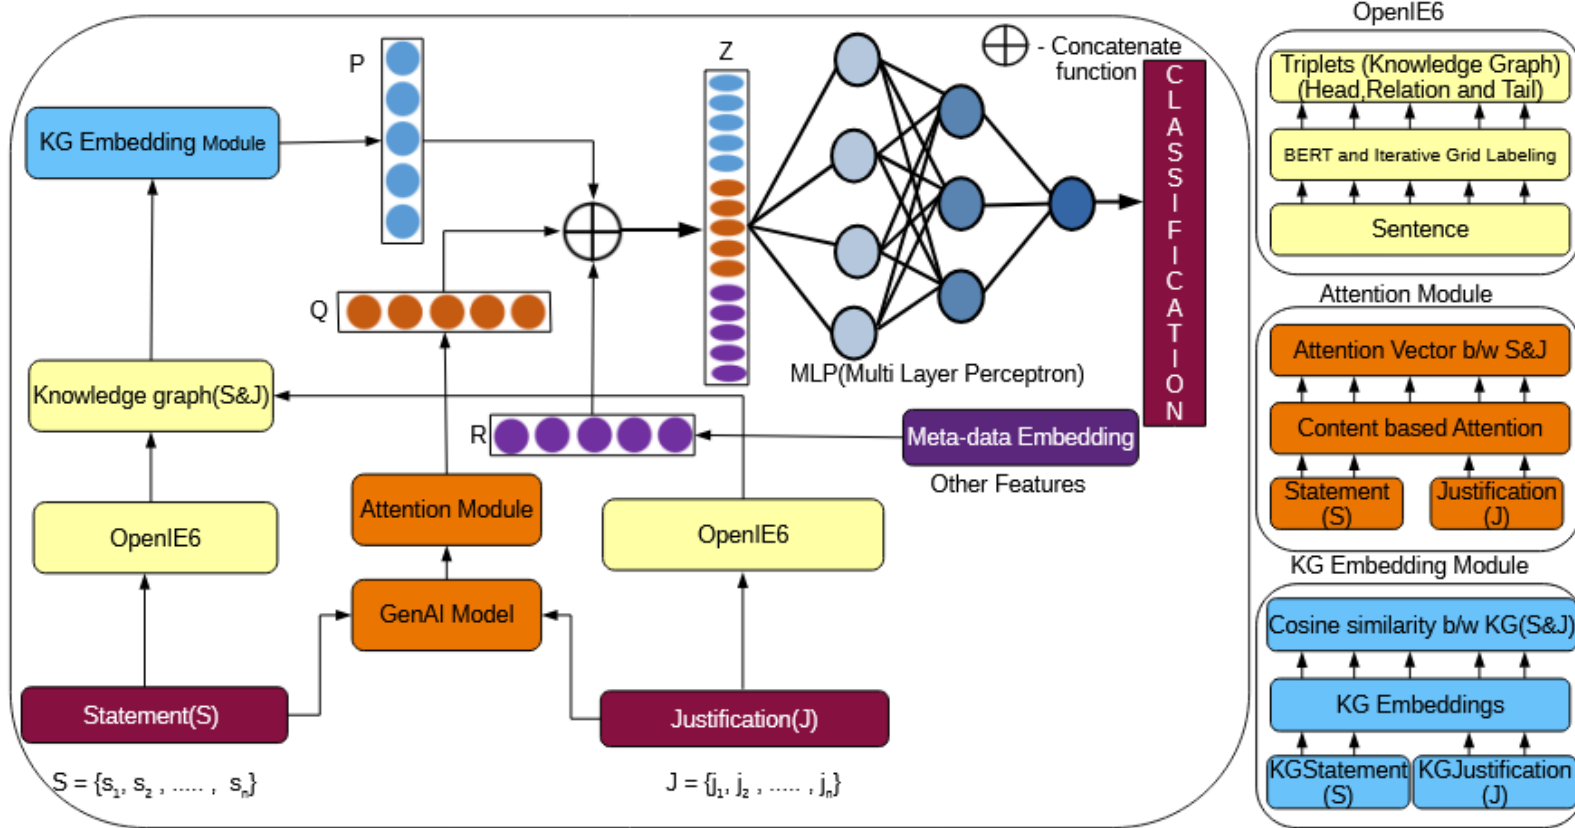 P
Z
- Concatenate
function
KG Embedding Module
Q
MLP(Multi Layer Perceptron)
CLASSIFICATION
Knowledge graph(S&J)
R
Meta-data Embedding
Other Features
OpenIE6
Attention Module
OpenIE6
GenAI Model
Statement(S)
Justification(J)
S = {s1, s2 , ..... , sn}
J = {j1, j2 , ..... , jn}
OpenIE6
Triplets (Knowledge Graph)
(Head,Relation and Tail)
BERT and Iterative Grid Labeling
Sentence
Attention Module
Attention Vector b/w S&J
Content based Attention
Statement
(S)
Justification
(J)
KG Embedding Module
Cosine similarity b/w KG(S&J)
KG Embeddings
KGStatement
(S)
KGJustification
(J)